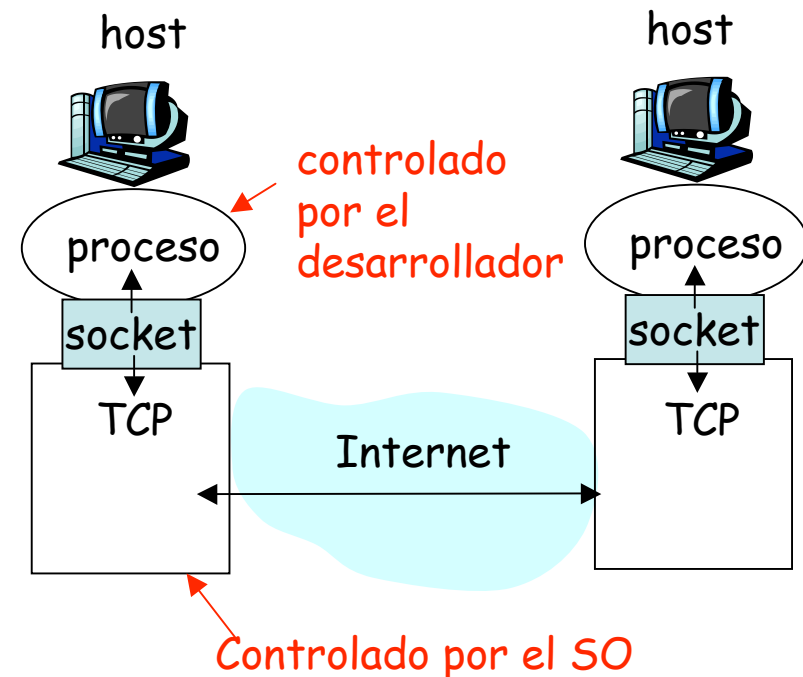 host
host
controlado
por el
desarrollador
proceso
proceso
socket
socket
TCP
TCP
Internet
Controlado por el SO